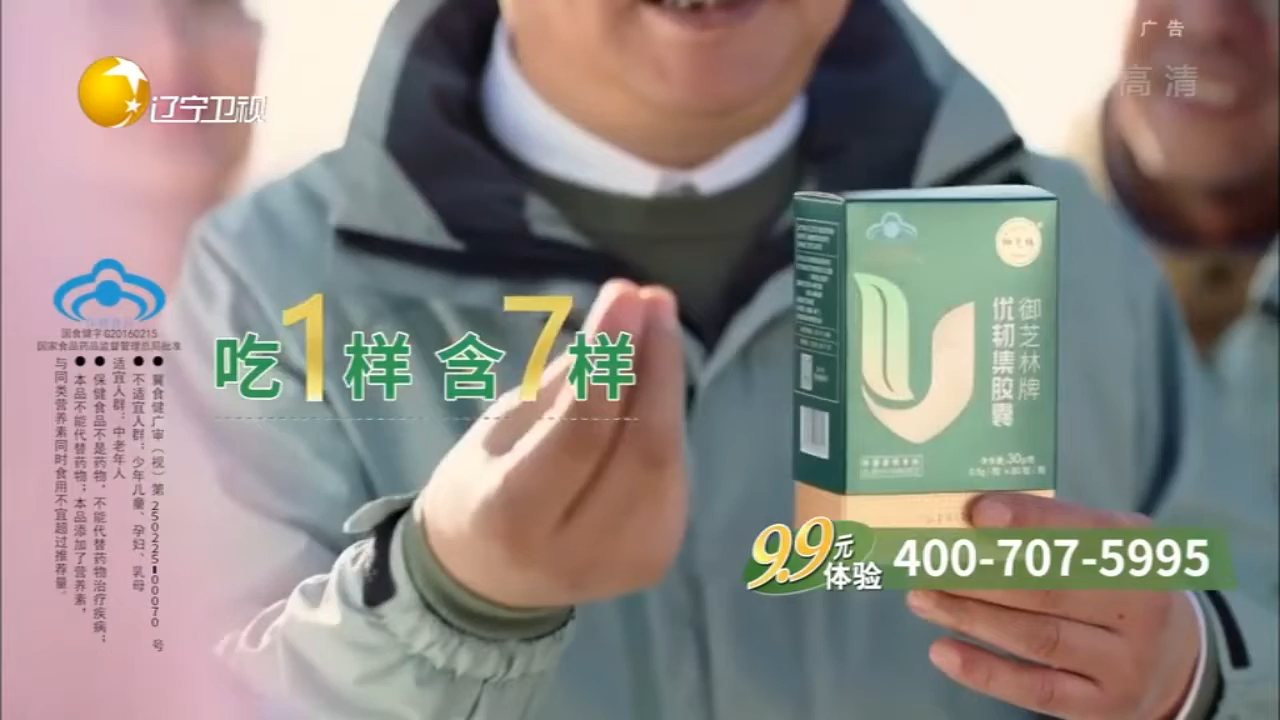 广告
高清
辽宁卫视
国食健字G20160215
国家食品药品监督管理总局批准
●冀食健广审（视）第250225-00070号
●不适宜人群：少年儿童、孕妇、乳母
适宜人群：中老年人
●保健食品不是药物，不能代替药物治疗疾病；
●本品不能代替药物；本品添加了营养素，
与同类营养素同时食用不宜超过推荐量。
吃1样 含7样
御芝林牌
优韧集胶囊
9.9元
体验
400-707-5995